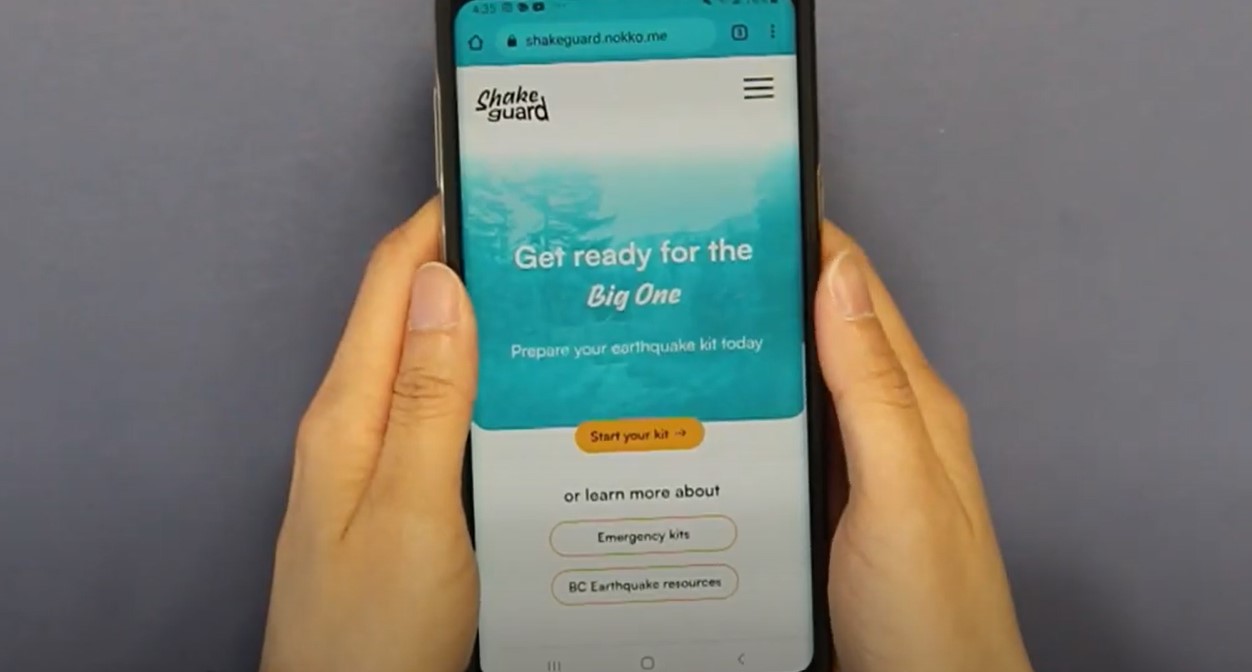 4:35
shakeguard.nokko.me
Shake
guard
Get ready for the
Big One
Prepare your earthquake kit today
Start your kit →
or learn more about
Emergency kits
BC Earthquake resources